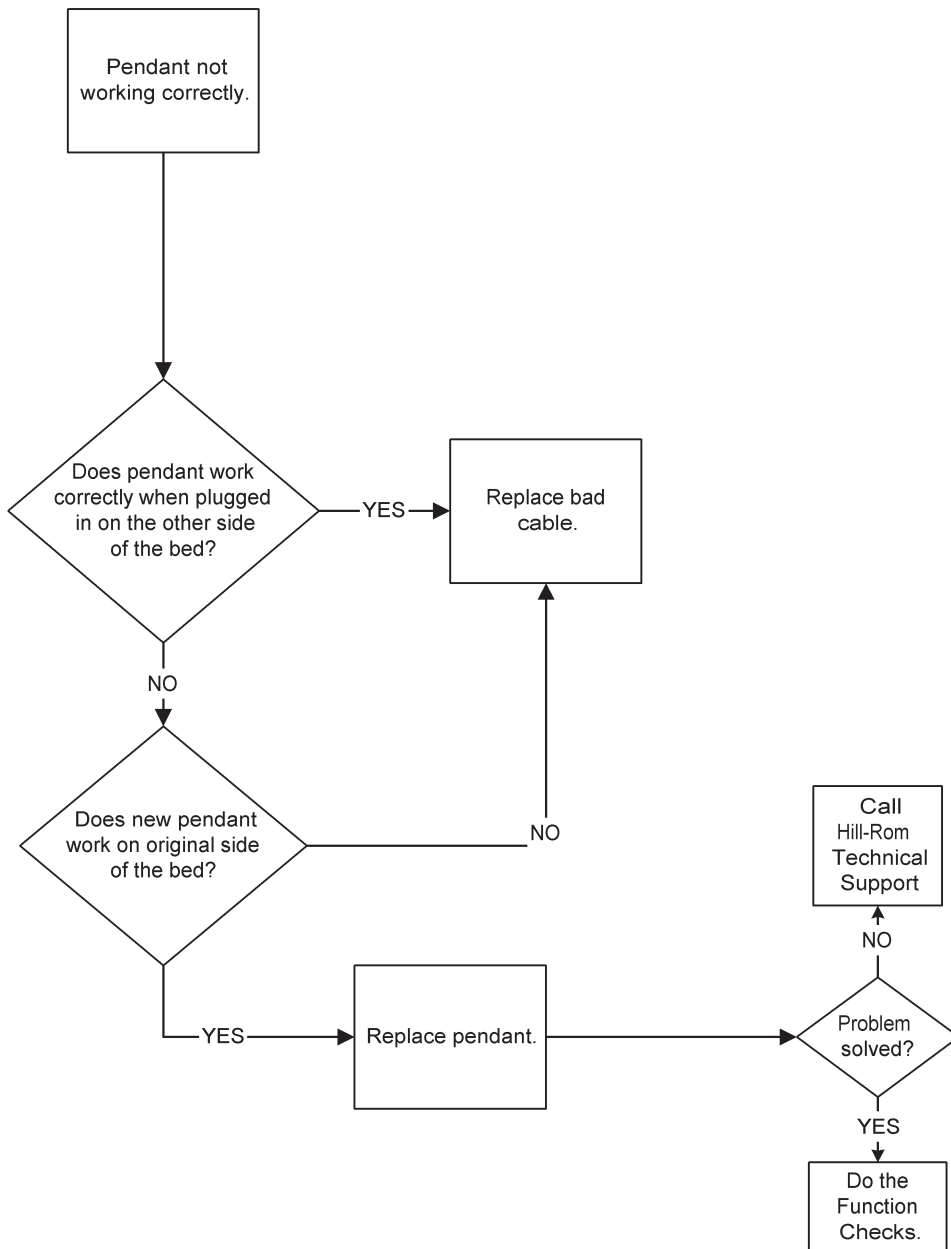 Pendant not
working correctly.
Does pendant work
correctly when plugged
in on the other side
of the bed?
YES
Replace bad
cable.
NO
Does new pendant
work on original side
of the bed?
NO
Call
Hill-Rom
Technical
Support
NO
YES
Replace pendant.
Problem
solved?
YES
Do the
Function
Checks.